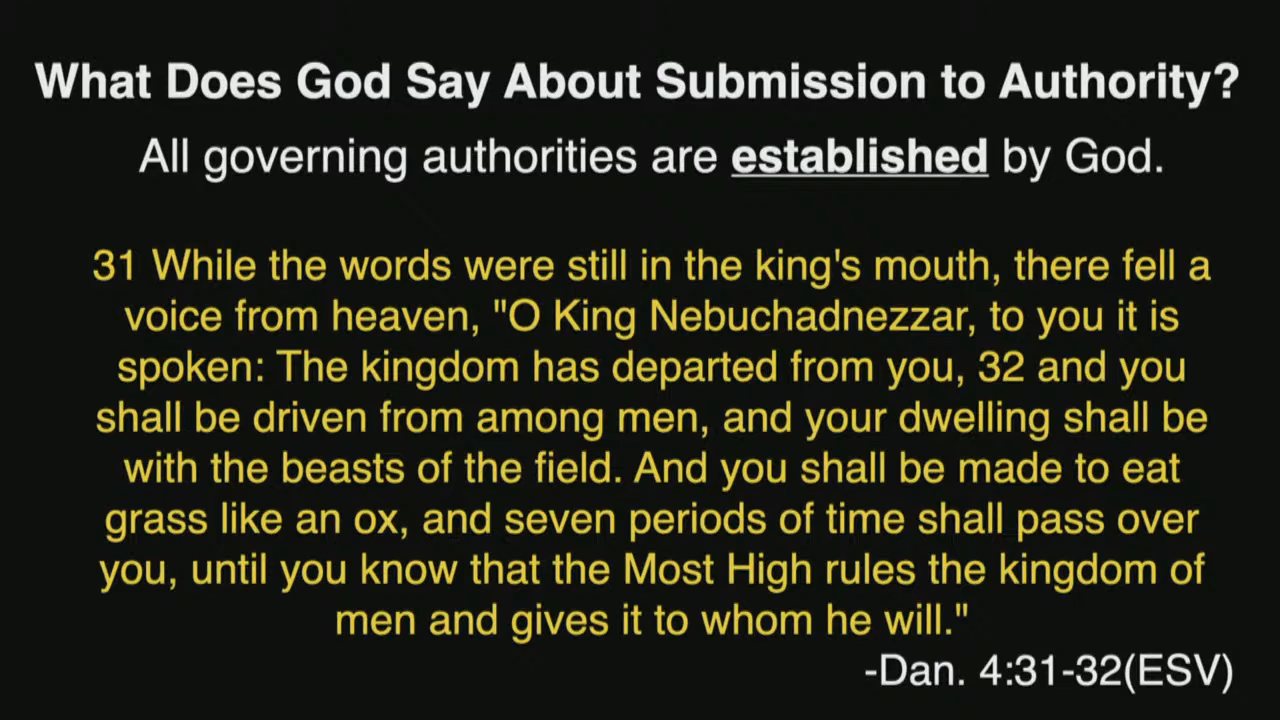 What Does God Say About Submission to Authority?
All governing authorities are established by God.
31 While the words were still in the king's mouth, there fell a
voice from heaven, "O King Nebuchadnezzar, to you it is
spoken: The kingdom has departed from you, 32 and you
shall be driven from among men, and your dwelling shall be
with the beasts of the field. And you shall be made to eat
grass like an ox, and seven periods of time shall pass over
you, until you know that the Most High rules the kingdom of
men and gives it to whom he will."
-Dan. 4:31-32(ESV)